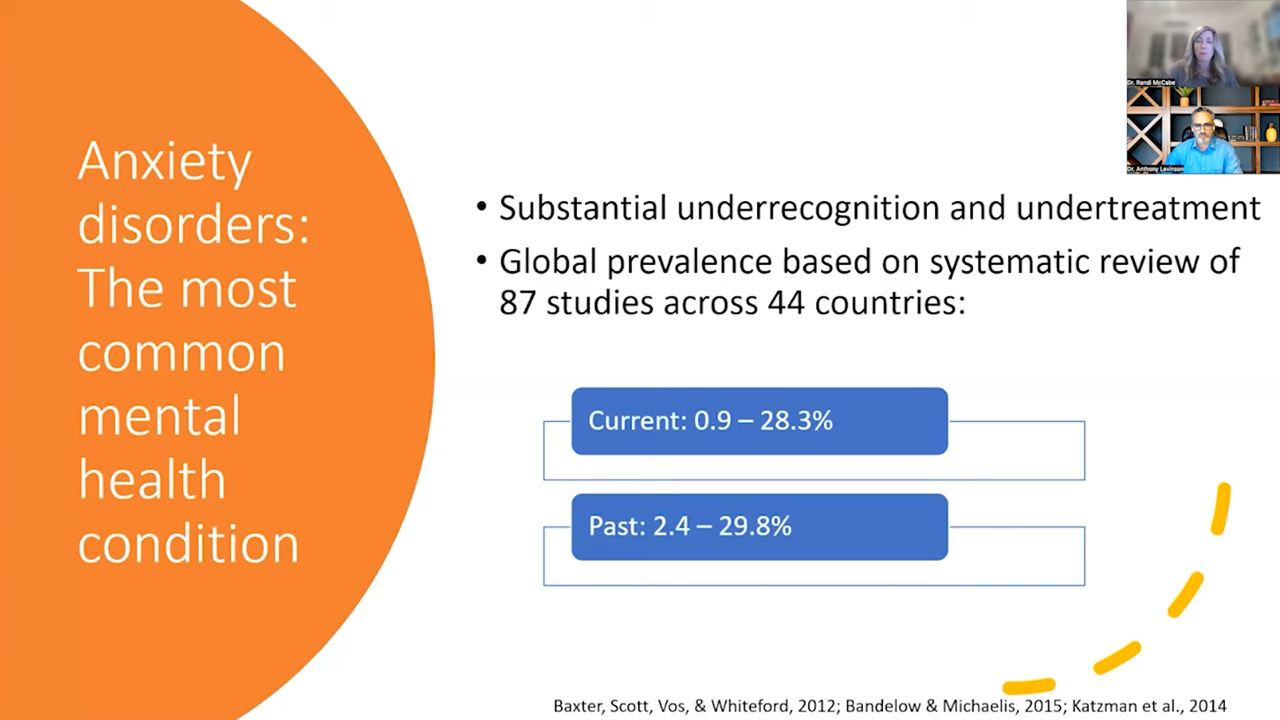 Anxiety
disorders:
The most
common
mental
health
condition
• Substantial underrecognition and undertreatment
• Global prevalence based on systematic review of
87 studies across 44 countries:
Current: 0.9 – 28.3%
Past: 2.4 – 29.8%
Baxter, Scott, Vos, & Whiteford, 2012; Bandelow & Michaelis, 2015; Katzman et al., 2014
Dr. Randi McCabe
Dr. Anthony Levinson